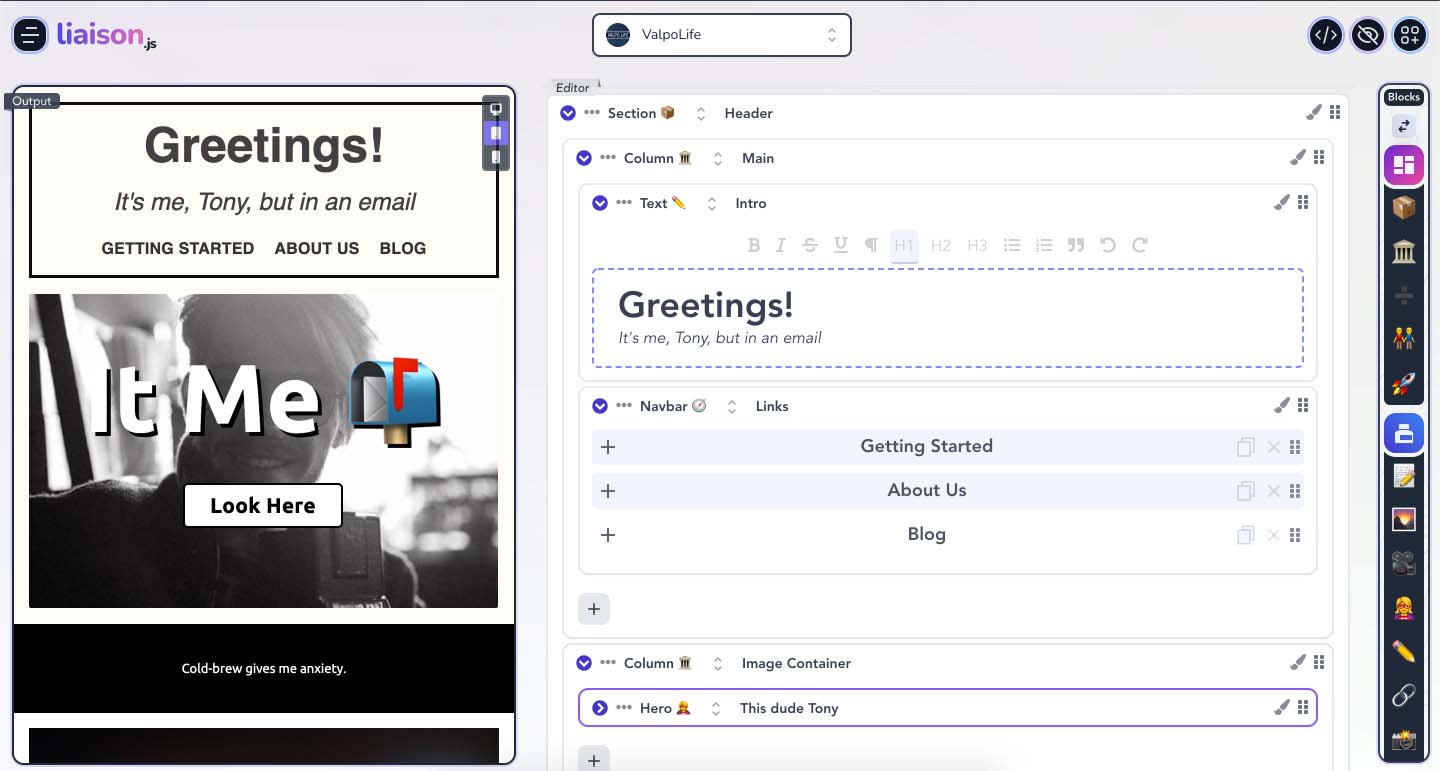 liaison.js
VALPO LIFE
ValpoLife
Output
Greetings!
It's me, Tony, but in an email
GETTING STARTED ABOUT US BLOG
It Me
Look Here
Cold-brew gives me anxiety.
Editor
Section Header
Column Main
Text Intro
B I S U ¶ H1 H2 H3
Greetings!
It's me, Tony, but in an email
Navbar Links
Getting Started
About Us
Blog
Column Image Container
Hero This dude Tony
Blocks